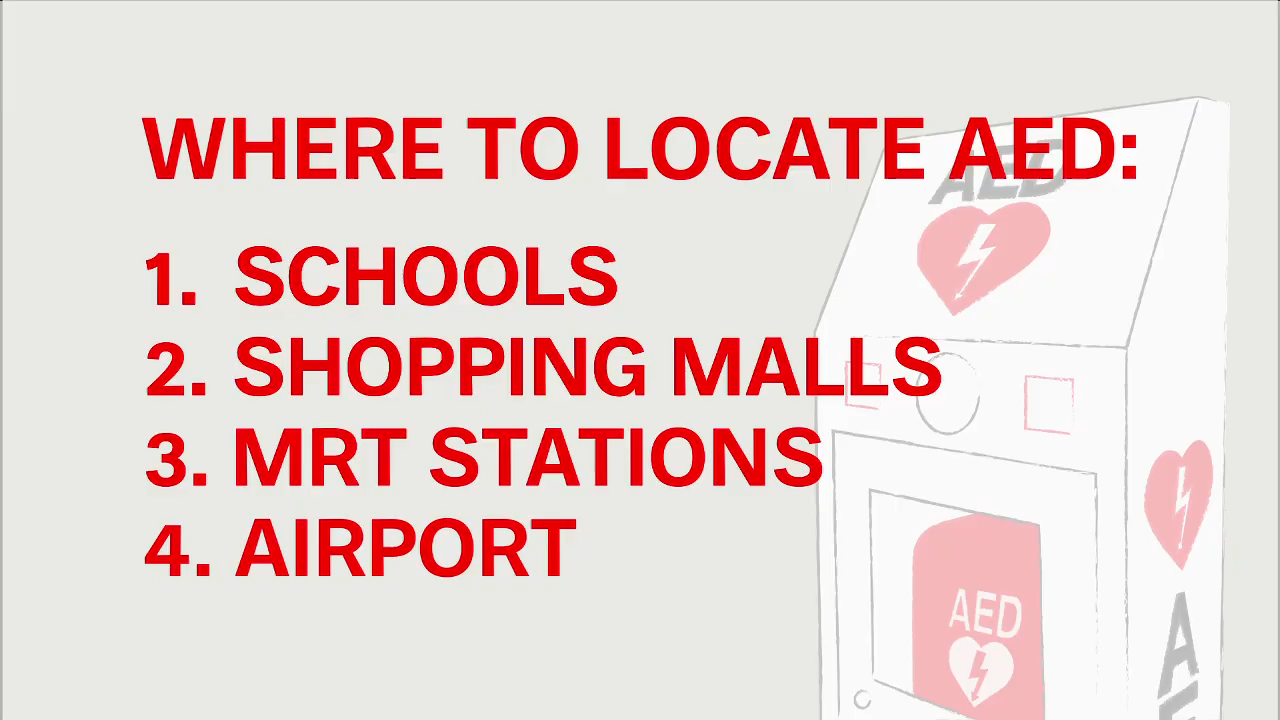 WHERE TO LOCATE AED:
1. SCHOOLS
2. SHOPPING MALLS
3. MRT STATIONS
4. AIRPORT
AED
AED